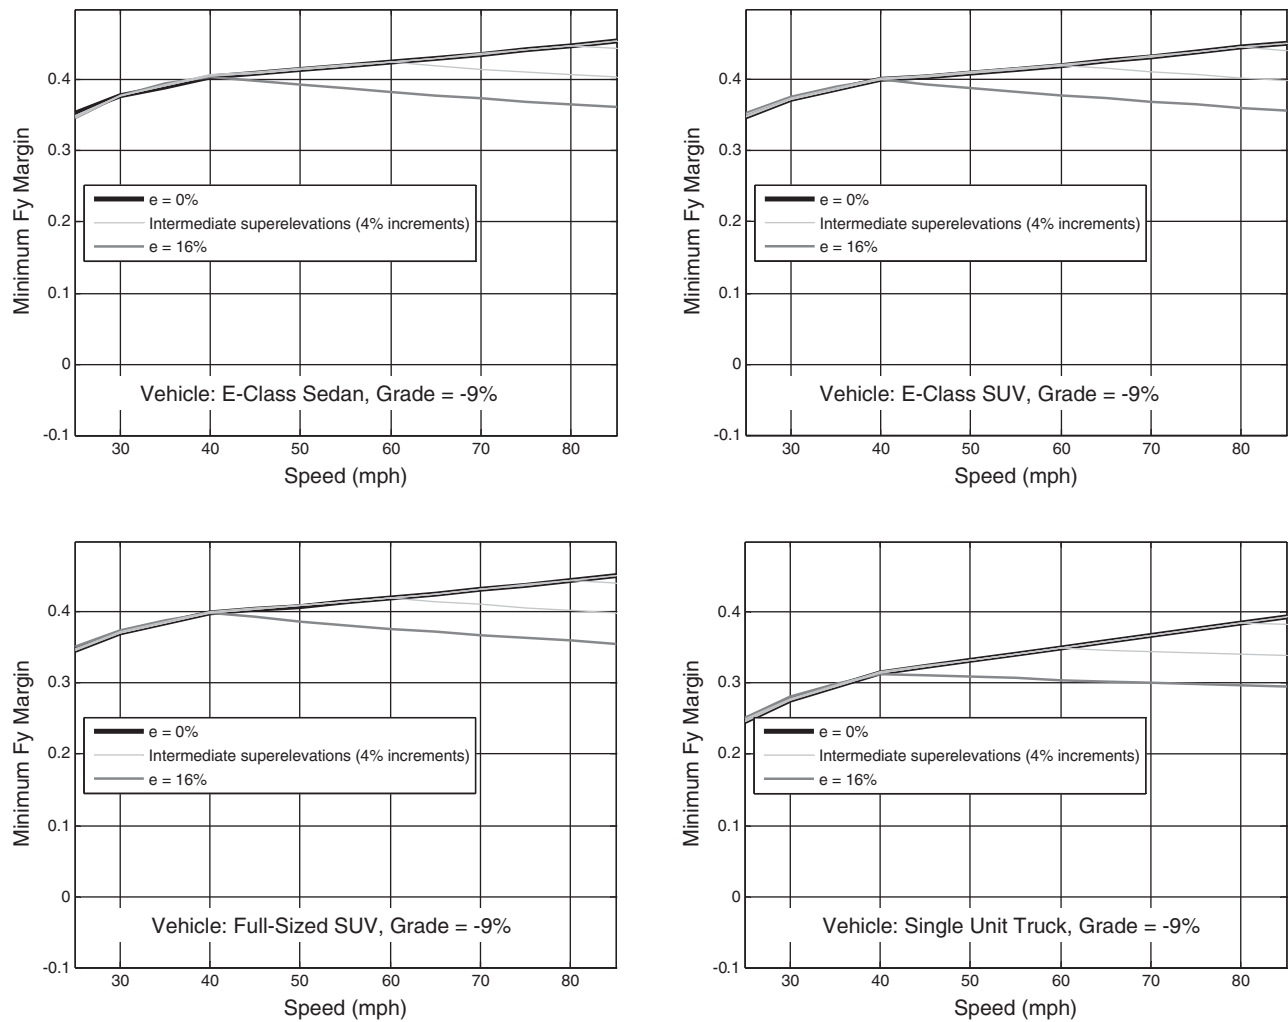 0.4
0.3
0.2
0.1
0
-0.1
Minimum Fy Margin
e = 0%
Intermediate superelevations (4% increments)
e = 16%
Vehicle: E-Class Sedan, Grade = -9%
30 40 50 60 70 80
Speed (mph)
0.4
0.3
0.2
0.1
0
-0.1
Minimum Fy Margin
e = 0%
Intermediate superelevations (4% increments)
e = 16%
Vehicle: E-Class SUV, Grade = -9%
30 40 50 60 70 80
Speed (mph)
0.4
0.3
0.2
0.1
0
-0.1
Minimum Fy Margin
e = 0%
Intermediate superelevations (4% increments)
e = 16%
Vehicle: Full-Sized SUV, Grade = -9%
30 40 50 60 70 80
Speed (mph)
0.4
0.3
0.2
0.1
0
-0.1
Minimum Fy Margin
e = 0%
Intermediate superelevations (4% increments)
e = 16%
Vehicle: Single Unit Truck, Grade = -9%
30 40 50 60 70 80
Speed (mph)